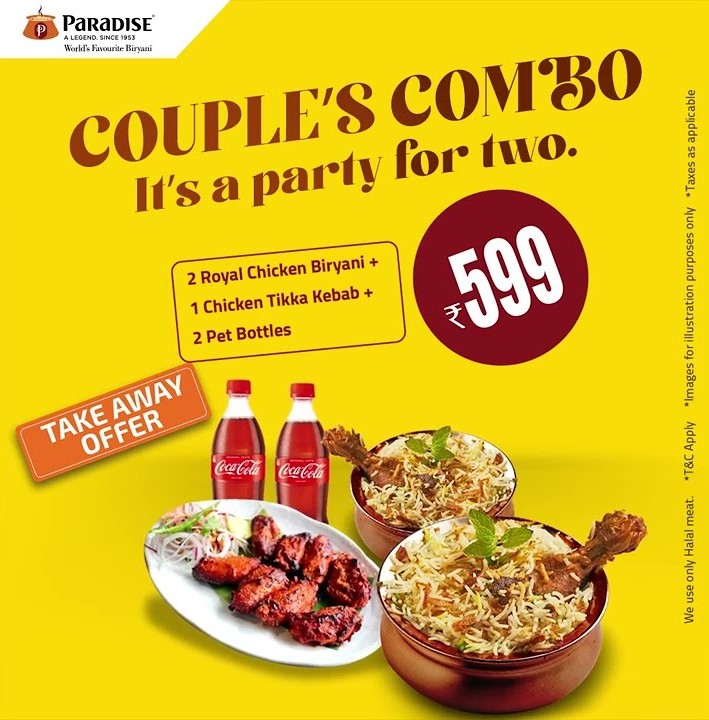 PARADISE
A LEGEND. SINCE 1953
World's Favourite Biryani
COUPLE'S COMBO
It's a party for two.
2 Royal Chicken Biryani +
1 Chicken Tikka Kebab +
2 Pet Bottles
₹599
TAKE AWAY
OFFER
Coca-Cola
Coca-Cola
We use only Halal meat. *T&C Apply *Images for illustration purposes only *Taxes as applicable